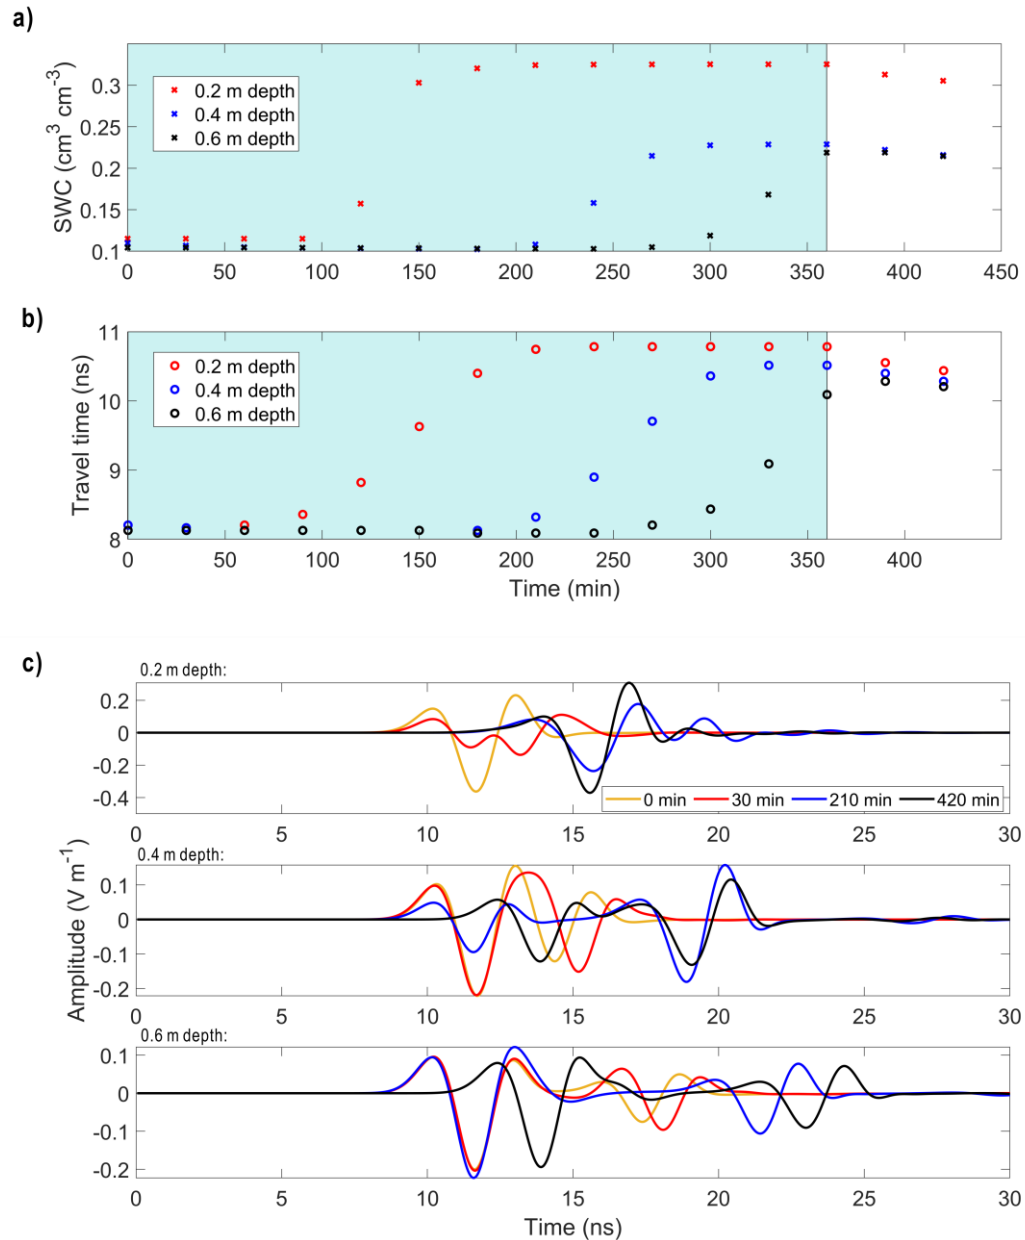 a)
SWC (cm³ cm⁻³)
0.3
0.25
0.2
0.15
0.1
0.2 m depth
0.4 m depth
0.6 m depth
0 50 100 150 200 250 300 350 400 450
b)
Travel time (ns)
11
10
9
8
0.2 m depth
0.4 m depth
0.6 m depth
0 50 100 150 200 250 300 350 400
Time (min)
c)
0.2 m depth:
0.2
0
-0.2
-0.4
0 min 30 min 210 min 420 min
0 5 10 15 20 25 30
Amplitude (V m⁻¹)
0.4 m depth:
0.1
0
-0.1
-0.2
0 5 10 15 20 25 30
0.6 m depth:
0.1
0
-0.1
-0.2
0 5 10 15 20 25 30
Time (ns)